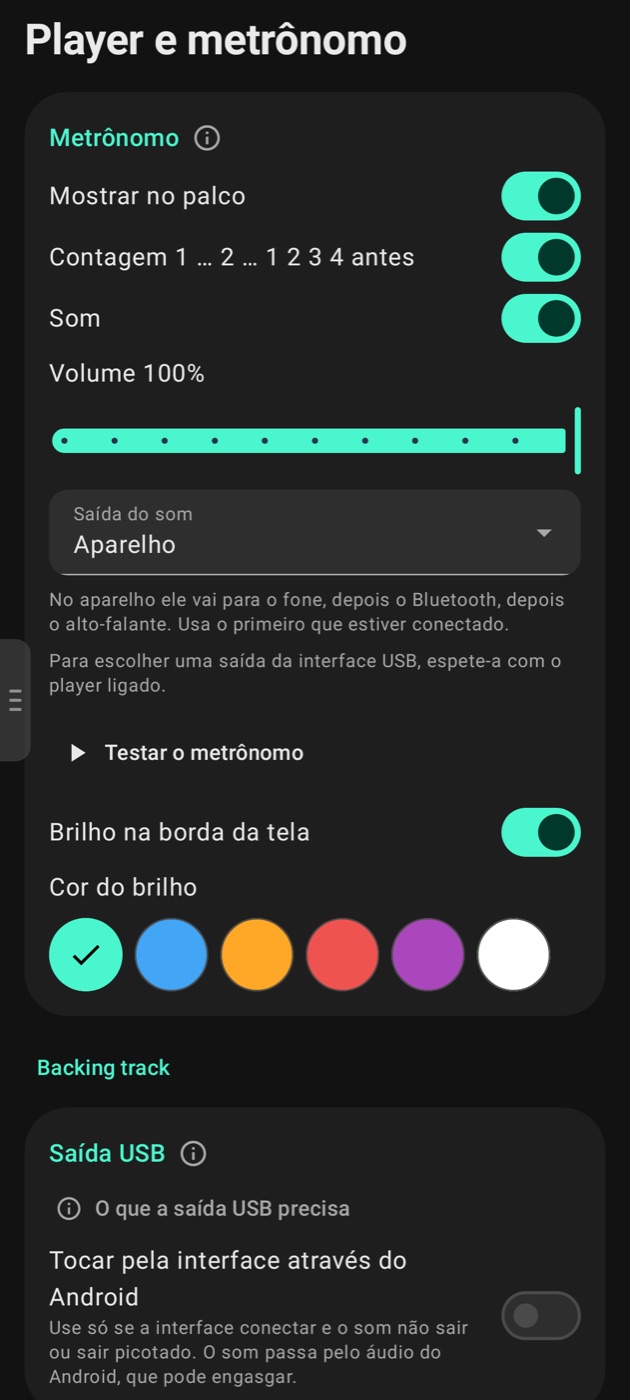 Player e metrônomo
Metrônomo
Mostrar no palco
Contagem 1 ... 2 ... 1 2 3 4 antes
Som
Volume 100%
Saída do som
Aparelho
No aparelho ele vai para o fone, depois o Bluetooth, depois
o alto-falante. Usa o primeiro que estiver conectado.
Para escolher uma saída da interface USB, espete-a com o
player ligado.
Testar o metrônomo
Brilho na borda da tela
Cor do brilho
Backing track
Saída USB
O que a saída USB precisa
Tocar pela interface através do
Android
Use só se a interface conectar e o som não sair
ou sair picotado. O som passa pelo áudio do
Android, que pode engasgar.